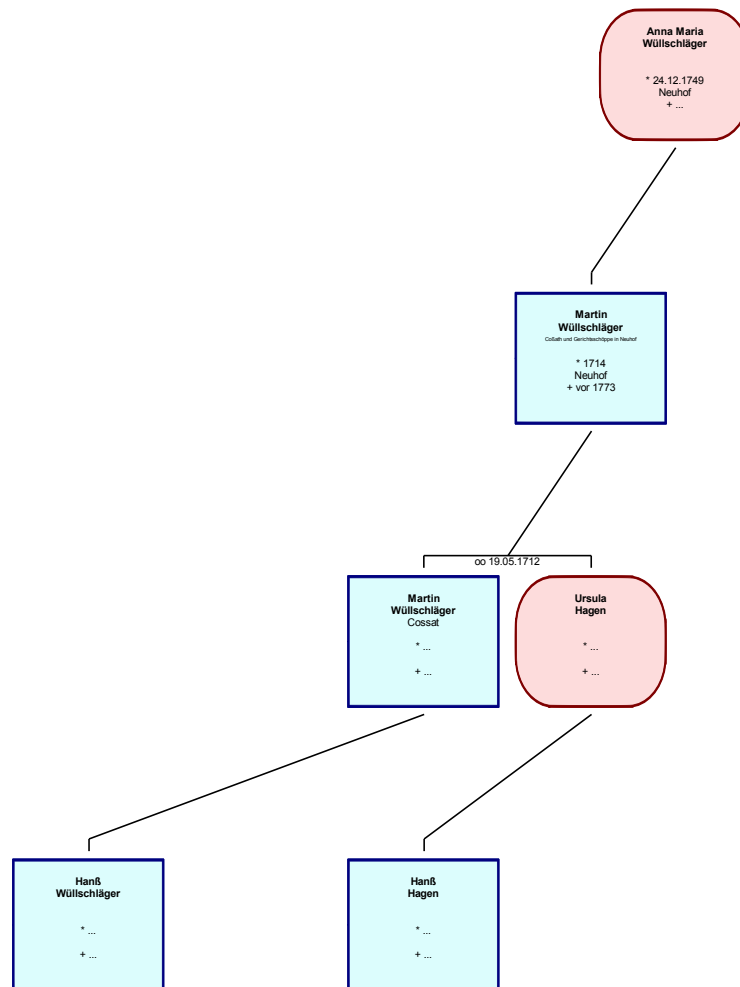 Anna Maria
Wüllschläger
* 24.12.1749
Neuhof
+ ...
Martin
Wüllschläger
Coßath und Gerichtsschöpps in Neuhof
* 1714
Neuhof
+ vor 1773
oo 19.05.1712
Martin
Wüllschläger
Cossat
* ...
+ ...
Ursula
Hagen
* ...
+ ...
Hanß
Wüllschläger
* ...
+ ...
Hanß
Hagen
* ...
+ ...